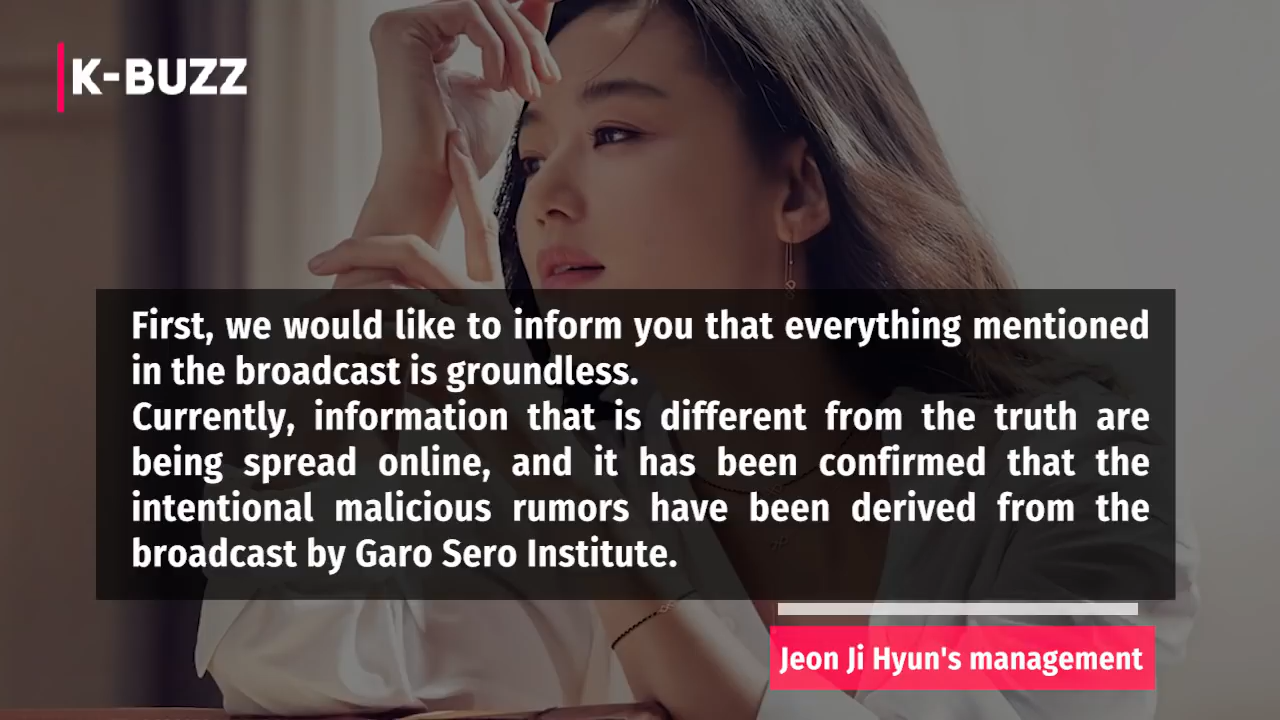 K-BUZZ
First, we would like to inform you that everything mentioned
in the broadcast is groundless.
Currently, information that is different from the truth are
being spread online, and it has been confirmed that the
intentional malicious rumors have been derived from the
broadcast by Garo Sero Institute.
Jeon Ji Hyun's management